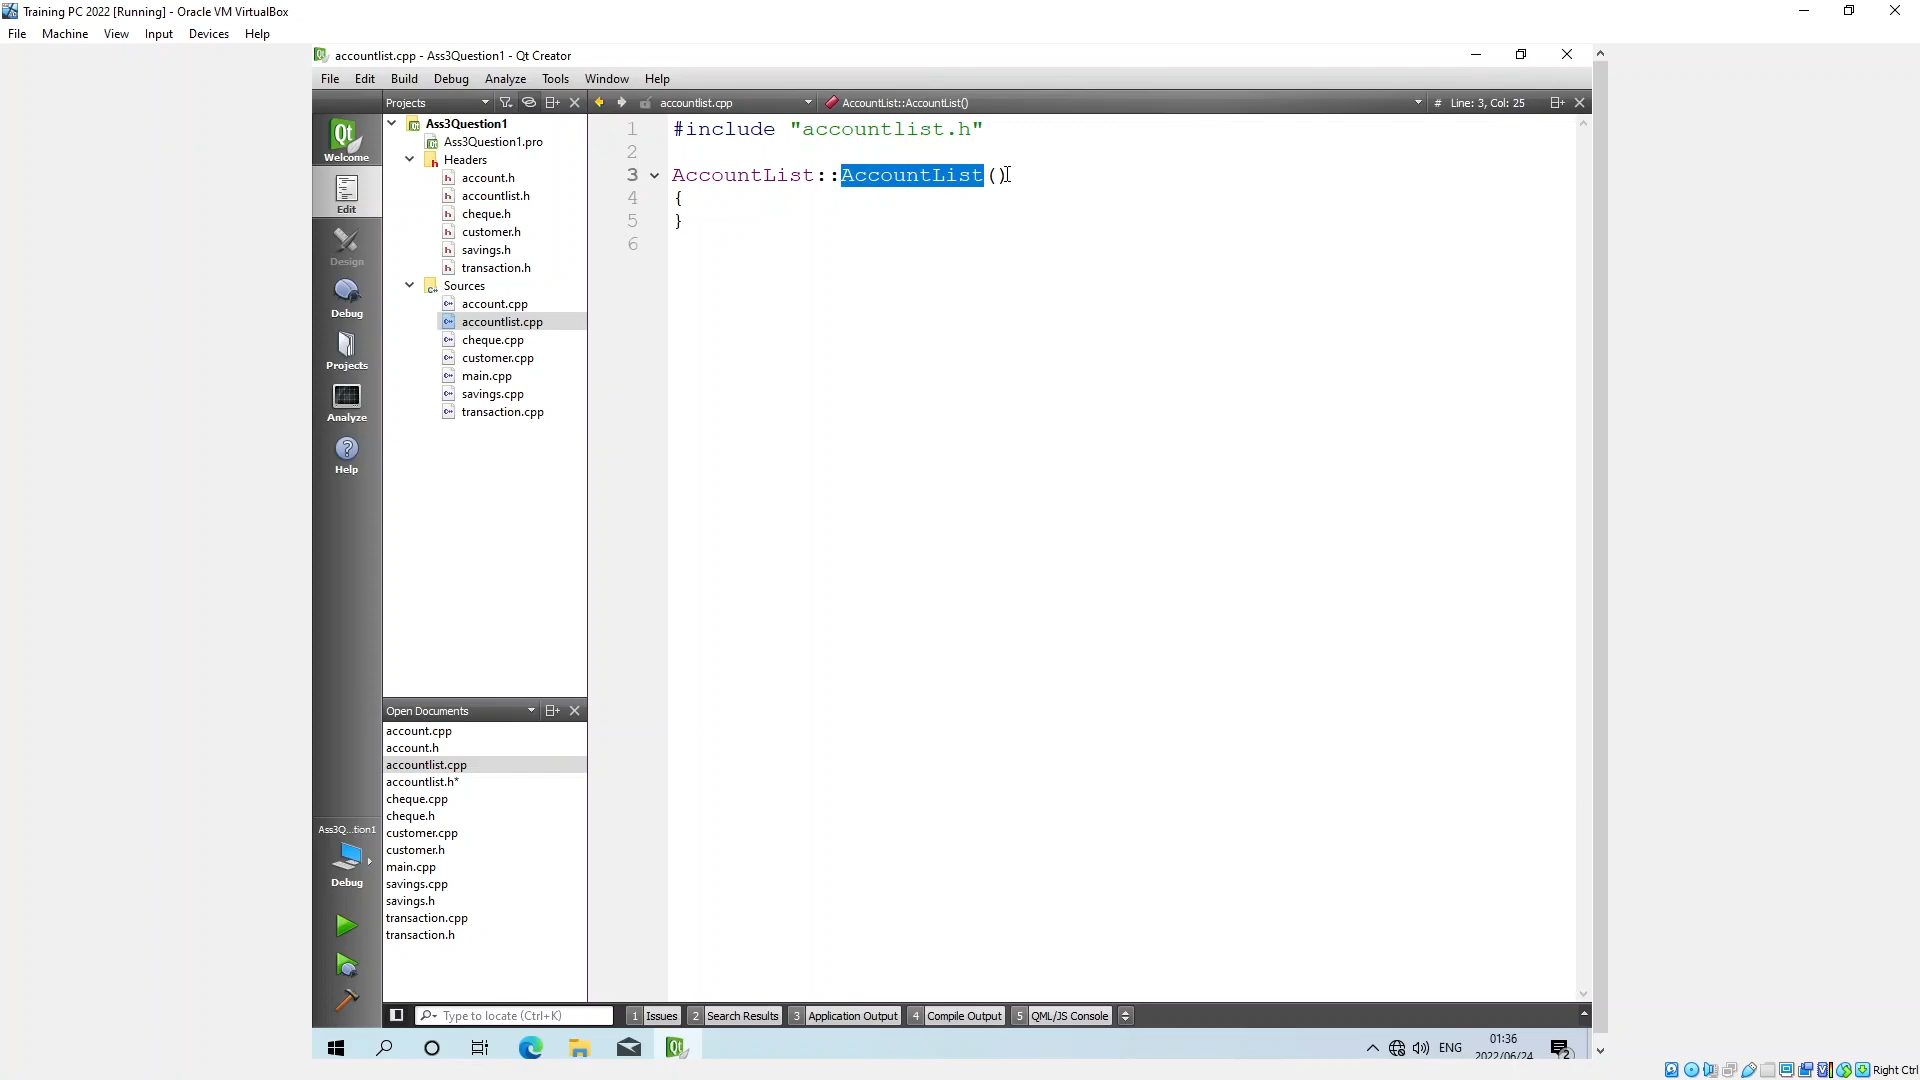 Training PC 2022 [Running] - Oracle VM VirtualBox
File Machine View Input Devices Help
accountlist.cpp - Ass3Question1 - Qt Creator
File Edit Build Debug Analyze Tools Window Help
Projects
accountlist.cpp
AccountList::AccountList()
# Line: 3, Col: 25
Welcome
Edit
Design
Debug
Projects
Analyze
Help
Ass3Question1
Ass3Question1.pro
Headers
account.h
accountlist.h
cheque.h
customer.h
savings.h
transaction.h
Sources
account.cpp
accountlist.cpp
cheque.cpp
customer.cpp
main.cpp
savings.cpp
transaction.cpp
1 #include "accountlist.h"
2
3 AccountList::AccountList()
4 {
5 }
6
Open Documents
account.cpp
account.h
accountlist.cpp
accountlist.h*
cheque.cpp
cheque.h
customer.cpp
customer.h
main.cpp
savings.cpp
savings.h
transaction.cpp
transaction.h
Ass3Q...tion1
Debug
Type to locate (Ctrl+K)
1 Issues 2 Search Results 3 Application Output 4 Compile Output 5 QML/JS Console
ENG
01:36
2022/06/24
2
Right Ctrl